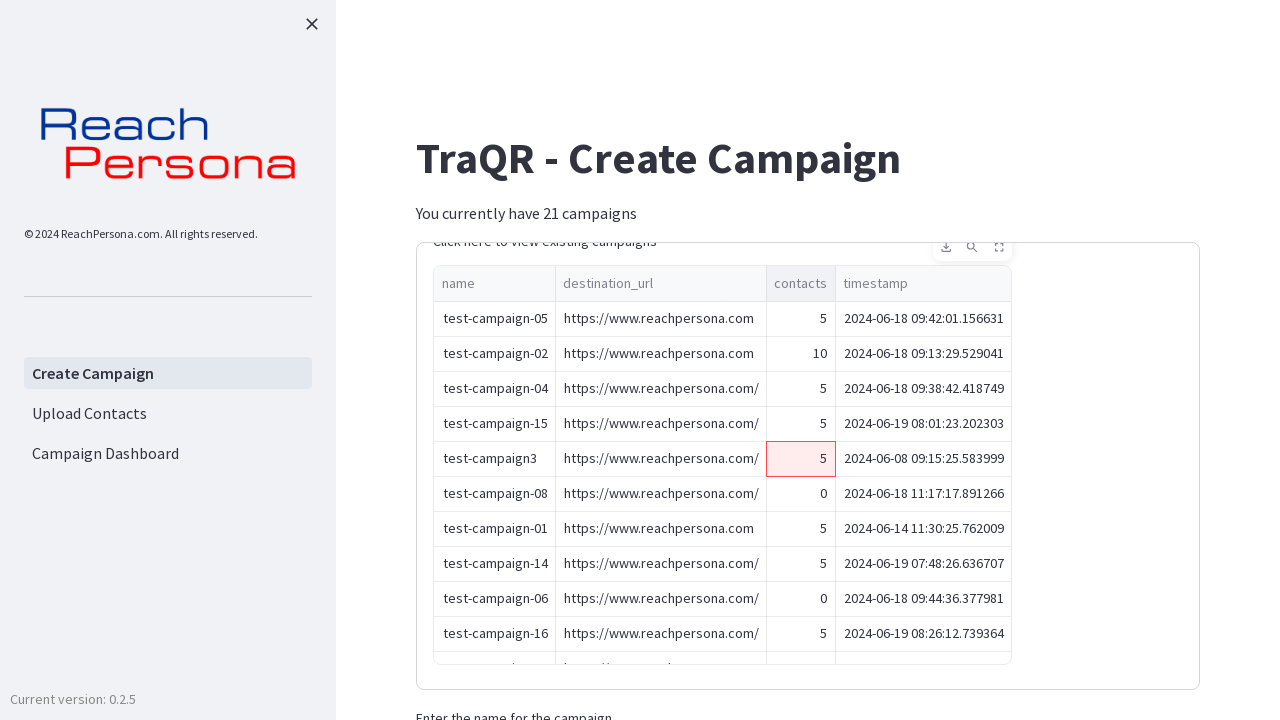 Reach
Persona
© 2024 ReachPersona.com. All rights reserved.
Create Campaign
Upload Contacts
Campaign Dashboard
Current version: 0.2.5
TraQR - Create Campaign
You currently have 21 campaigns
Click here to view existing campaigns
name destination_url contacts timestamp
test-campaign-05 https://www.reachpersona.com 5 2024-06-18 09:42:01.156631
test-campaign-02 https://www.reachpersona.com 10 2024-06-18 09:13:29.529041
test-campaign-04 https://www.reachpersona.com/ 5 2024-06-18 09:38:42.418749
test-campaign-15 https://www.reachpersona.com/ 5 2024-06-19 08:01:23.202303
test-campaign3 https://www.reachpersona.com/ 5 2024-06-08 09:15:25.583999
test-campaign-08 https://www.reachpersona.com/ 0 2024-06-18 11:17:17.891266
test-campaign-01 https://www.reachpersona.com 5 2024-06-14 11:30:25.762009
test-campaign-14 https://www.reachpersona.com/ 5 2024-06-19 07:48:26.636707
test-campaign-06 https://www.reachpersona.com/ 0 2024-06-18 09:44:36.377981
test-campaign-16 https://www.reachpersona.com/ 5 2024-06-19 08:26:12.739364
Enter the name for the campaign